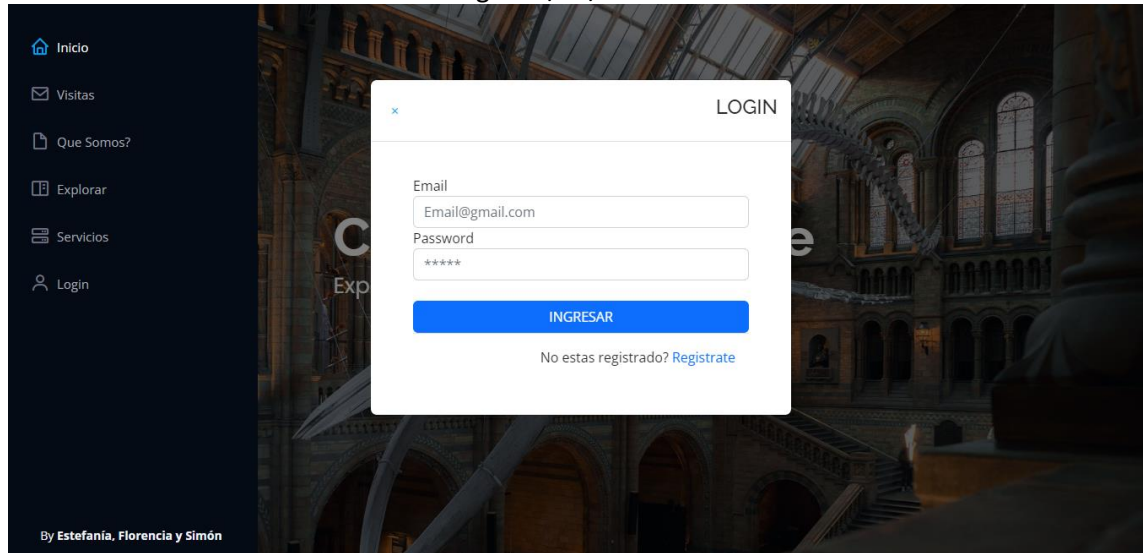 Inicio
Visitas
Que Somos?
Explorar
Servicios
Login
By Estefanía, Florencia y Simón
C e
Exp
×
LOGIN
Email
Email@gmail.com
Password
*****
INGRESAR
No estas registrado? Registrate